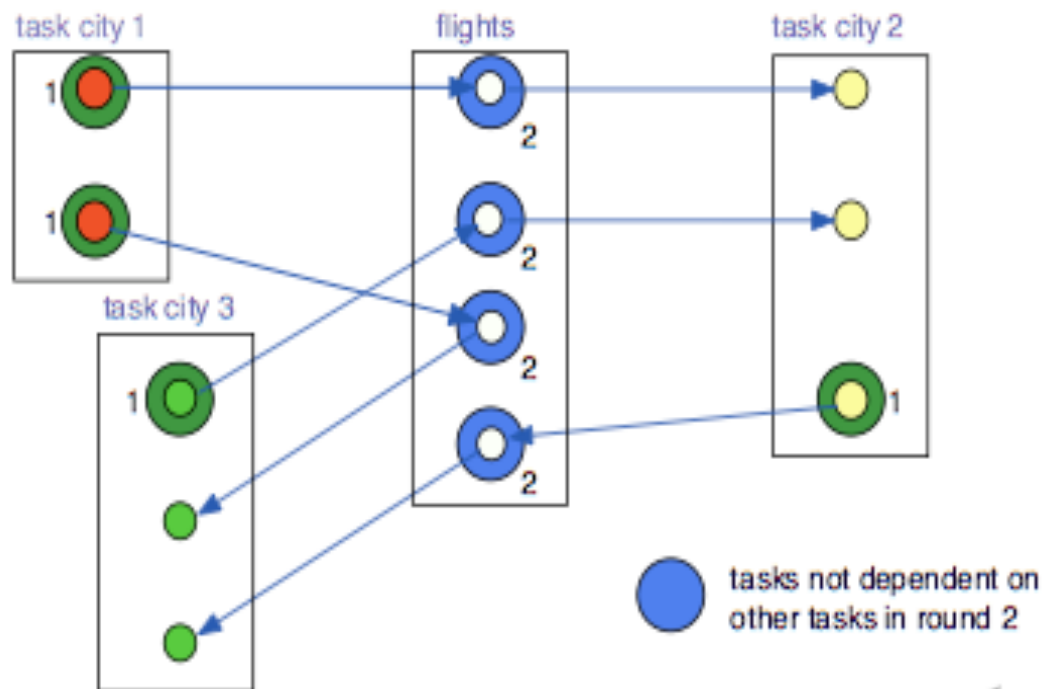 task city 1
flights
task city 2
1
2
1
2
task city 3
2
1
1
2
tasks not dependent on
other tasks in round 2